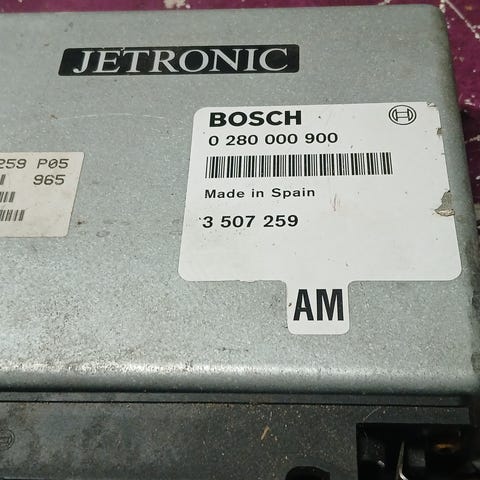 JETRONIC
BOSCH
0 280 000 900
Made in Spain
3 507 259
AM
259 P05
965